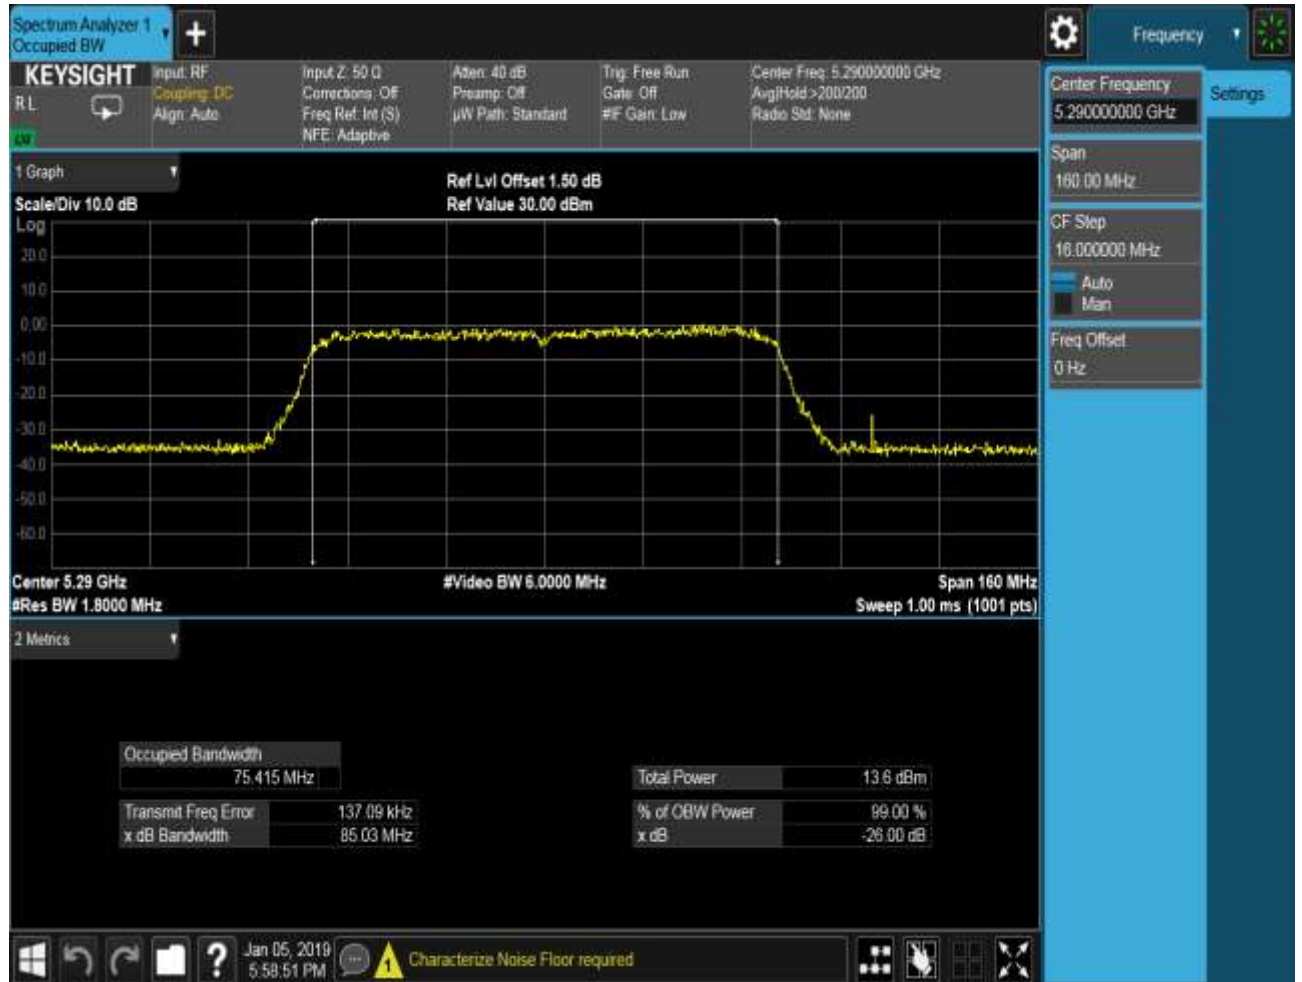 Spectrum Analyzer 1
Occupied BW
Frequency
KEYSIGHT
RL
Input: RF
Coupling: DC
Align: Auto
Input Z: 50 Ω
Corrections: Off
Freq Ref: Int (S)
NFE: Adaptive
Atten: 40 dB
Preamp: Off
µW Path: Standard
Trig: Free Run
Gate: Off
#IF Gain: Low
Center Freq: 5.290000000 GHz
Avg|Hold:>200/200
Radio Std: None
Center Frequency
5.290000000 GHz
Settings
Span
160.00 MHz
CF Step
16.000000 MHz
Auto
Man
Freq Offset
0 Hz
1 Graph
Scale/Div 10.0 dB
Ref Lvl Offset 1.50 dB
Ref Value 30.00 dBm
Log
20.0
10.0
0.00
-10.0
-20.0
-30.0
-40.0
-50.0
-60.0
Center 5.29 GHz
#Video BW 6.0000 MHz
Span 160 MHz
#Res BW 1.8000 MHz
Sweep 1.00 ms (1001 pts)
2 Metrics
Occupied Bandwidth
75.415 MHz
Total Power 13.6 dBm
Transmit Freq Error 137.09 kHz
% of OBW Power 99.00 %
x dB Bandwidth 85.03 MHz
x dB -26.00 dB
Jan 05, 2019
5:58:51 PM
1
Characterize Noise Floor required